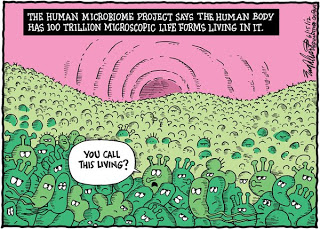 THE HUMAN MICROBIOME PROJECT SAYS THE HUMAN BODY
HAS 100 TRILLION MICROSCOPIC LIFE FORMS LIVING IN IT.
YOU CALL
THIS LIVING?